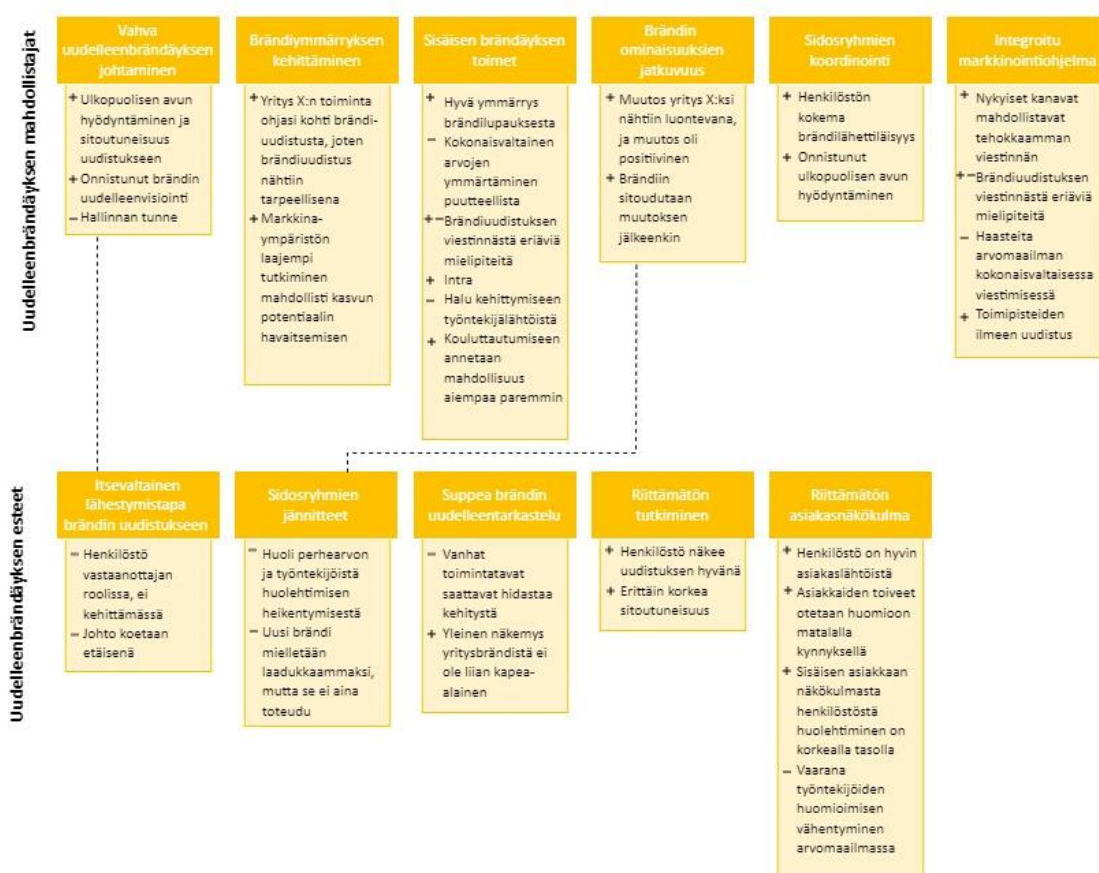 Uudelleenbrändäyksen mahdollistajat
Vahva
uudelleenbrändäyksen
johtaminen
+ Ulkopuolisen avun
hyödyntäminen ja
sitoutuneisuus
uudistukseen
+ Onnistunut brändin
uudelleenvisiointi
– Hallinnan tunne
Brändiymmärryksen
kehittäminen
+ Yritys X:n toiminta
ohjasi kohti brändi-
uudistusta, joten
brändiuudistus
nähtiin
tarpeellisena
+ Markkina-
ympäristön
laajempi
tutkiminen
mahdollisti kasvun
potentiaalin
havaitsemisen
Sisäisen brändäyksen
toimet
+ Hyvä ymmärrys
brändilupauksesta
– Kokonaisvaltainen
arvojen
ymmärtäminen
puutteellista
+– Brändiuudistuksen
viestinnästä eriäviä
mielipiteitä
+ Intra
– Halu kehittymiseen
työntekijälähtöistä
+ Kouluttautumiseen
annetaan
mahdollisuus
aiempaa paremmin
Brändin
ominaisuuksien
jatkuvuus
+ Muutos yritys X:ksi
nähtiin luontevana,
ja muutos oli
positiivinen
+ Brändiin
sitoudutaan
muutoksen
jälkeenkin
Sidosryhmien
koordinointi
+ Henkilöstön
kokema
brändilähettiläisyys
+ Onnistunut
ulkopuolisen avun
hyödyntäminen
Integroitu
markkinointiohjelma
+ Nykyiset kanavat
mahdollistavat
tehokkaamman
viestinnän
+– Brändiuudistuksen
viestinnästä eriäviä
mielipiteitä
– Haasteita
arvomaailman
kokonaisvaltaisessa
viestimisessä
+ Toimipisteiden
ilmeen uudistus
Uudelleenbrändäyksen esteet
Itsevaltainen
lähestymistapa
brändin uudistukseen
– Henkilöstö
vastaanottajan
roolissa, ei
kehittämässä
– Johto koetaan
etäisenä
Sidosryhmien
jännitteet
– Huoli perhearvon
ja työntekijöistä
huolehtimisen
heikentymisestä
– Uusi brändi
mielletään
laadukkaammaksi,
mutta se ei aina
toteudu
Suppea brändin
uudelleentarkastelu
– Vanhat
toimintatavat
saattavat hidastaa
kehitystä
+ Yleinen näkemys
yritysbrändistä ei
ole liian kapea-
alainen
Riittämätön
tutkiminen
+ Henkilöstö näkee
uudistuksen hyvänä
+ Erittäin korkea
sitoutuneisuus
Riittämätön
asiakasnäkökulma
+ Henkilöstö on hyvin
asiakaslähtöistä
+ Asiakkaiden toiveet
otetaan huomioon
matalalla
kynnyksellä
+ Sisäisen asiakkaan
näkökulmasta
henkilöstöstä
huolehtiminen on
korkealla tasolla
– Vaarana
työntekijöiden
huomioimisen
vähentyminen
arvomaailmassa